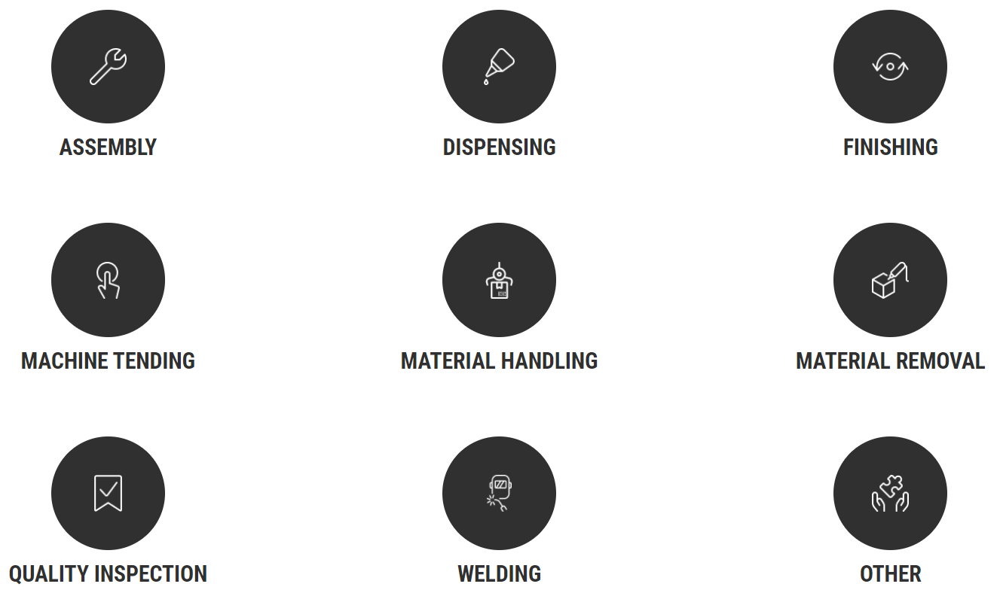 ASSEMBLY
DISPENSING
FINISHING
MACHINE TENDING
MATERIAL HANDLING
MATERIAL REMOVAL
QUALITY INSPECTION
WELDING
OTHER